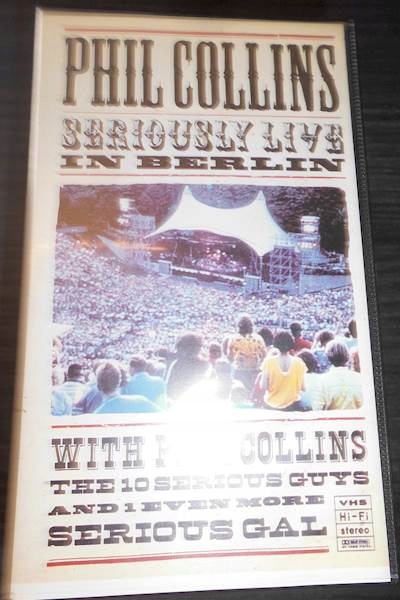 PHIL COLLINS
SERIOUSLY LIVE
IN BERLIN
WITH P COLLINS
THE 10 SERIOUS GUYS
AND 1 EVEN MORE
SERIOUS GAL
VHS
Hi-Fi
stereo